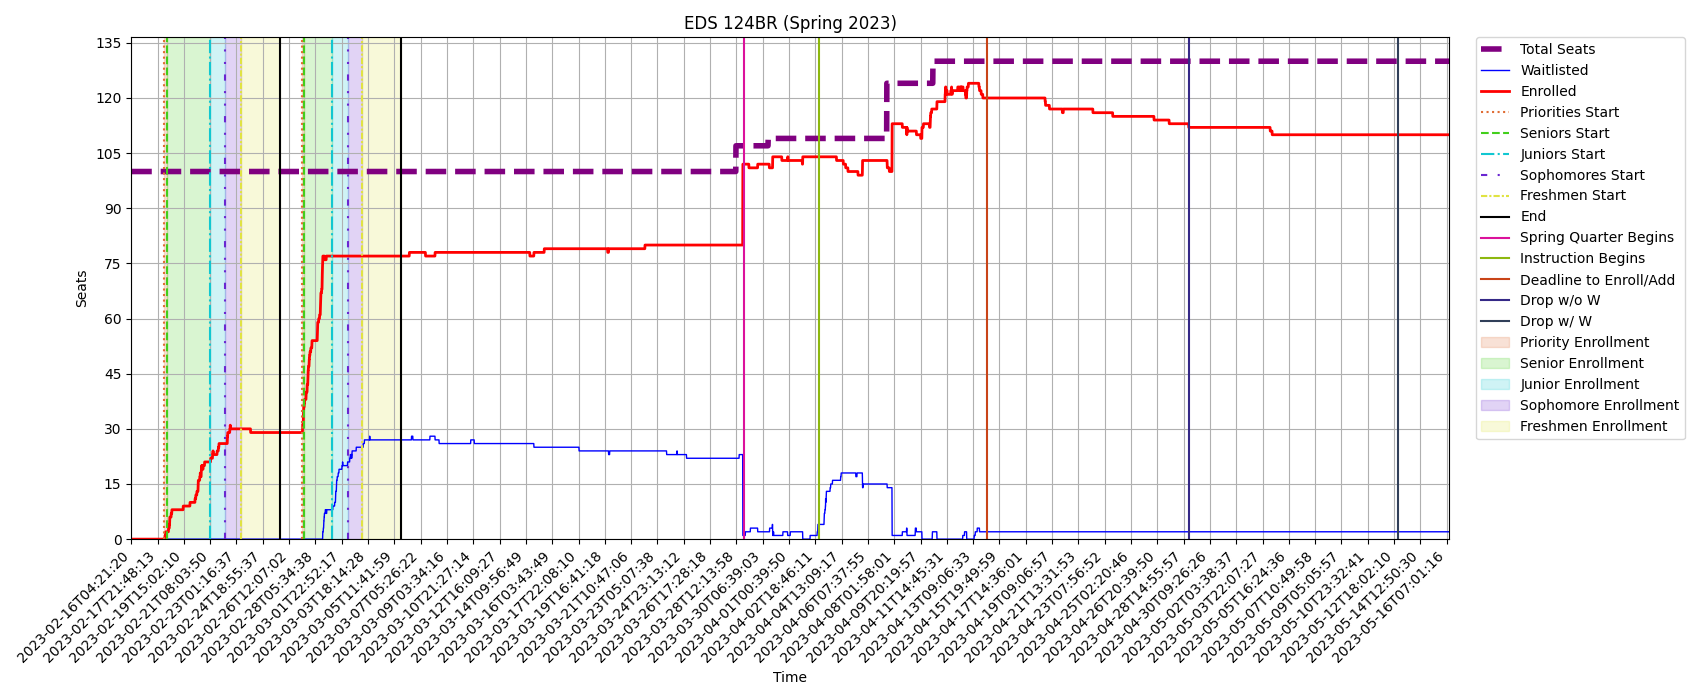 EDS 124BR (Spring 2023)
Seats
135
120
105
90
75
60
45
30
15
0
2023-02-16T04:21:20
2023-02-17T21:48:13
2023-02-19T15:02:10
2023-02-21T08:03:50
2023-02-23T01:16:37
2023-02-24T18:55:37
2023-02-26T12:07:02
2023-02-28T05:34:38
2023-03-01T22:52:17
2023-03-03T18:14:28
2023-03-05T11:41:59
2023-03-07T05:26:22
2023-03-09T03:34:16
2023-03-12T16:09:27
2023-03-14T09:56:49
2023-03-16T03:43:49
2023-03-17T22:08:10
2023-03-19T16:41:18
2023-03-21T10:47:06
2023-03-23T05:07:38
2023-03-24T23:13:12
2023-03-26T17:28:18
2023-03-28T12:13:58
2023-03-30T06:39:03
2023-04-01T00:39:50
2023-04-02T18:46:11
2023-04-04T13:09:17
2023-04-06T07:37:55
2023-04-08T01:58:01
2023-04-09T20:19:57
2023-04-11T14:45:31
2023-04-13T09:06:33
2023-04-15T19:49:59
2023-04-17T14:36:01
2023-04-19T09:06:57
2023-04-21T13:31:53
2023-04-23T07:56:52
2023-04-25T02:20:46
2023-04-26T20:39:50
2023-04-28T14:55:57
2023-04-30T09:26:26
2023-05-02T03:38:37
2023-05-03T22:07:27
2023-05-05T16:24:36
2023-05-07T10:49:58
2023-05-09T05:05:57
2023-05-10T23:32:41
2023-05-12T18:02:10
2023-05-14T12:50:30
2023-05-16T07:01:16
Time
Total Seats
Waitlisted
Enrolled
Priorities Start
Seniors Start
Juniors Start
Sophomores Start
Freshmen Start
End
Spring Quarter Begins
Instruction Begins
Deadline to Enroll/Add
Drop w/o W
Drop w/ W
Priority Enrollment
Senior Enrollment
Junior Enrollment
Sophomore Enrollment
Freshmen Enrollment